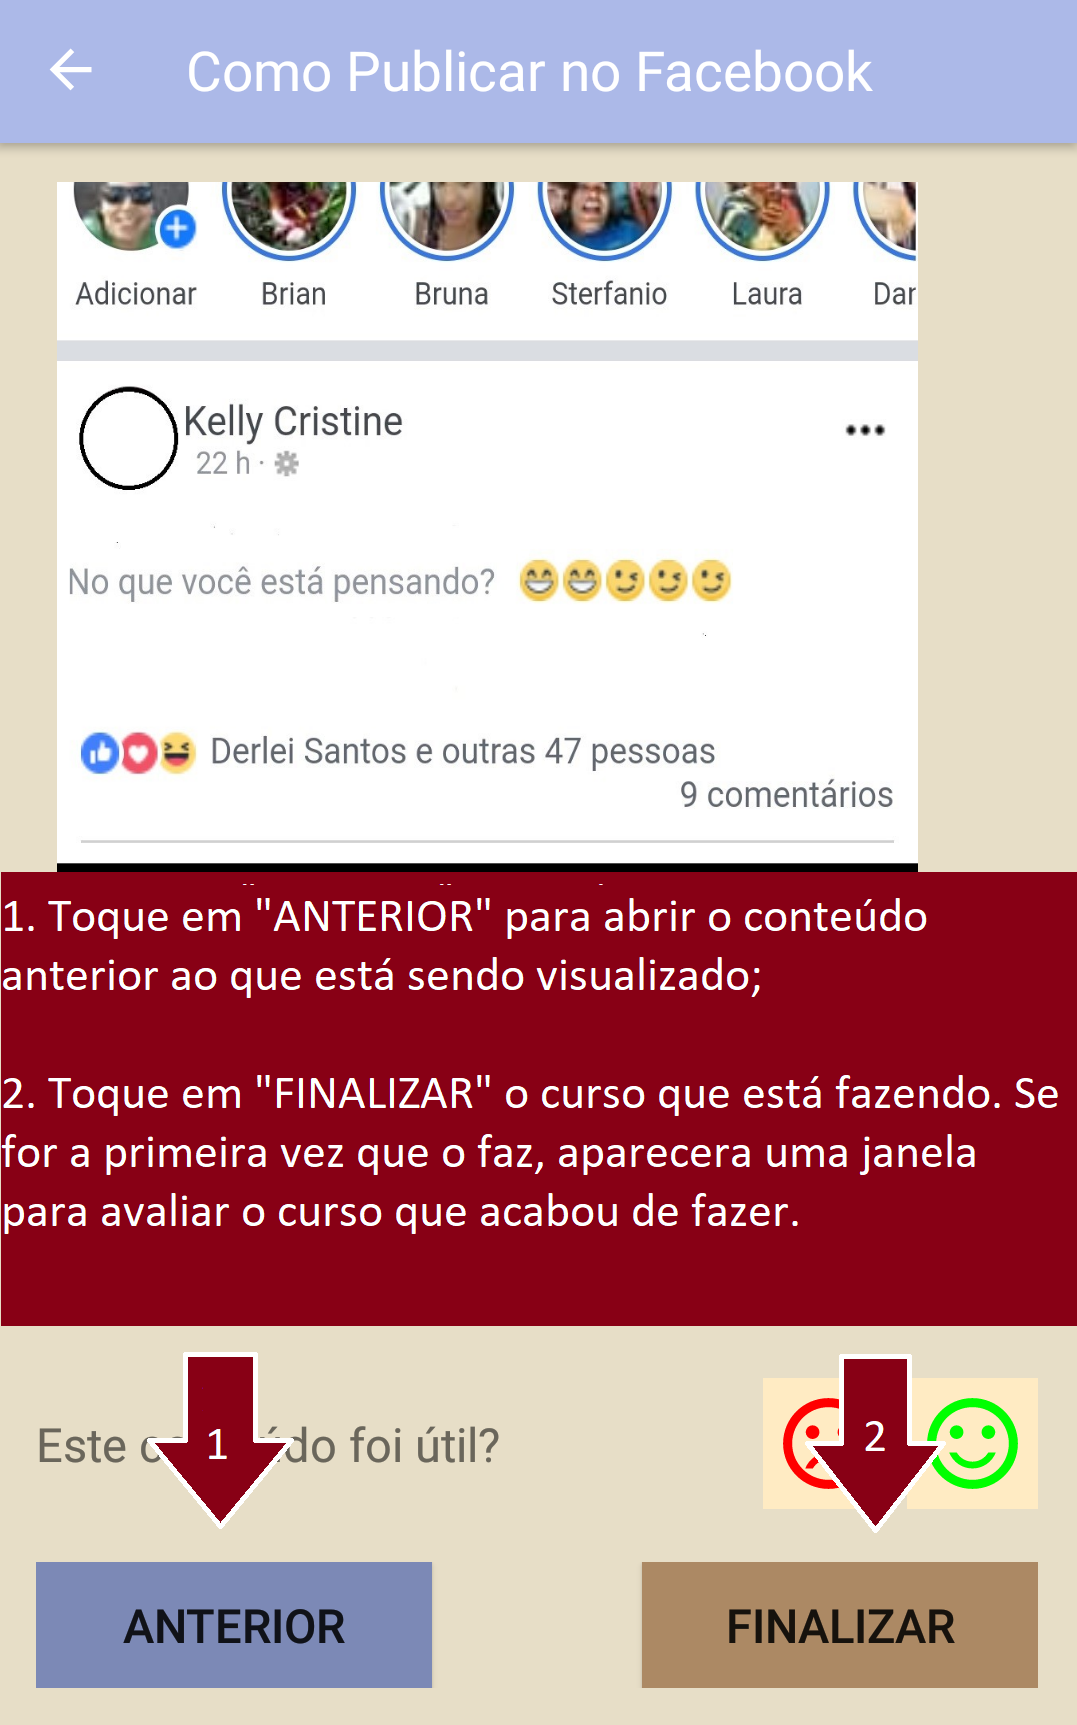 Como Publicar no Facebook
Adicionar Brian Bruna Sterfanio Laura Dar
Kelly Cristine
22 h ·
No que você está pensando?
Derlei Santos e outras 47 pessoas
9 comentários
1. Toque em "ANTERIOR" para abrir o conteúdo
anterior ao que está sendo visualizado;
2. Toque em "FINALIZAR" o curso que está fazendo. Se
for a primeira vez que o faz, aparecera uma janela
para avaliar o curso que acabou de fazer.
1
2
Este do foi útil?
ANTERIOR
FINALIZAR